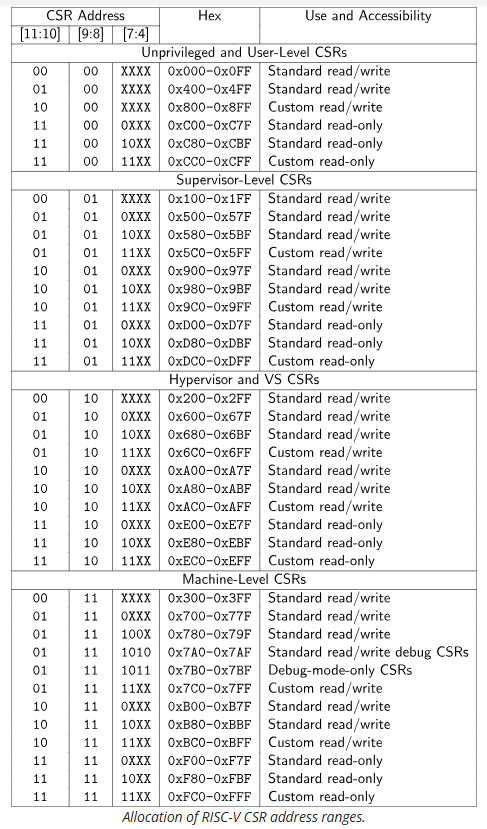 CSR Address Hex Use and Accessibility
[11:10] [9:8] [7:4]
Unprivileged and User-Level CSRs
00 00 XXXX 0x000-0x0FF Standard read/write
01 00 XXXX 0x400-0x4FF Standard read/write
10 00 XXXX 0x800-0x8FF Custom read/write
11 00 0XXX 0xC00-0xC7F Standard read-only
11 00 10XX 0xC80-0xCBF Standard read-only
11 00 11XX 0xCC0-0xCFF Custom read-only
Supervisor-Level CSRs
00 01 XXXX 0x100-0x1FF Standard read/write
01 01 0XXX 0x500-0x57F Standard read/write
01 01 10XX 0x580-0x5BF Standard read/write
01 01 11XX 0x5C0-0x5FF Custom read/write
10 01 0XXX 0x900-0x97F Standard read/write
10 01 10XX 0x980-0x9BF Standard read/write
10 01 11XX 0x9C0-0x9FF Custom read/write
11 01 0XXX 0xD00-0xD7F Standard read-only
11 01 10XX 0xD80-0xDBF Standard read-only
11 01 11XX 0xDC0-0xDFF Custom read-only
Hypervisor and VS CSRs
00 10 XXXX 0x200-0x2FF Standard read/write
01 10 0XXX 0x600-0x67F Standard read/write
01 10 10XX 0x680-0x6BF Standard read/write
01 10 11XX 0x6C0-0x6FF Custom read/write
10 10 0XXX 0xA00-0xA7F Standard read/write
10 10 10XX 0xA80-0xABF Standard read/write
10 10 11XX 0xAC0-0xAFF Custom read/write
11 10 0XXX 0xE00-0xE7F Standard read-only
11 10 10XX 0xE80-0xEBF Standard read-only
11 10 11XX 0xEC0-0xEFF Custom read-only
Machine-Level CSRs
00 11 XXXX 0x300-0x3FF Standard read/write
01 11 0XXX 0x700-0x77F Standard read/write
01 11 100X 0x780-0x79F Standard read/write
01 11 1010 0x7A0-0x7AF Standard read/write debug CSRs
01 11 1011 0x7B0-0x7BF Debug-mode-only CSRs
01 11 11XX 0x7C0-0x7FF Custom read/write
10 11 0XXX 0xB00-0xB7F Standard read/write
10 11 10XX 0xB80-0xBBF Standard read/write
10 11 11XX 0xBC0-0xBFF Custom read/write
11 11 0XXX 0xF00-0xF7F Standard read-only
11 11 10XX 0xF80-0xFBF Standard read-only
11 11 11XX 0xFC0-0xFFF Custom read-only
Allocation of RISC-V CSR address ranges.